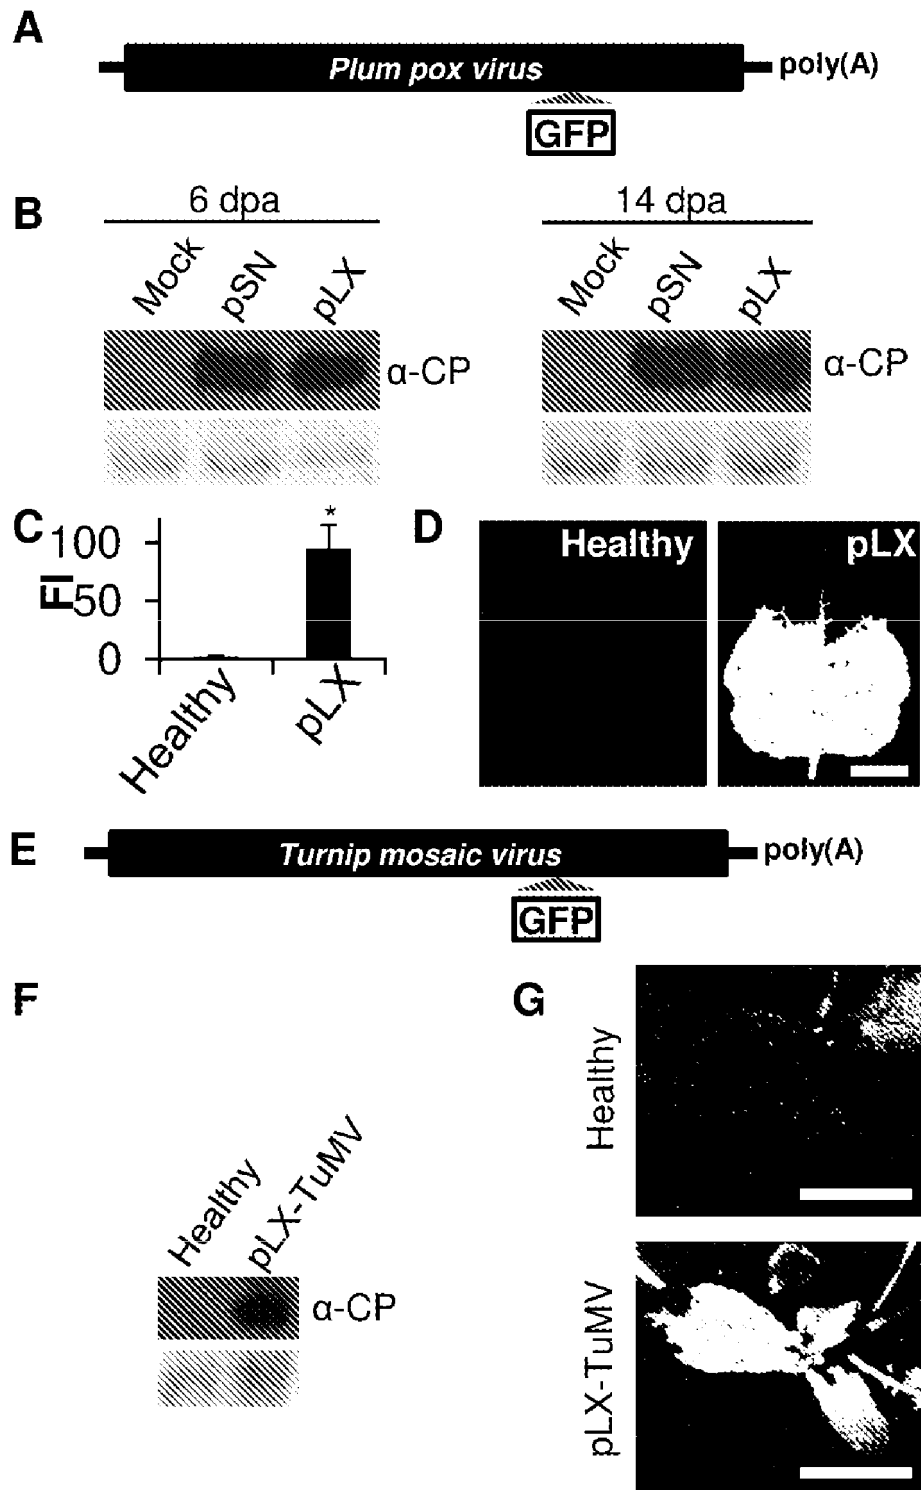 A
Plum pox virus
poly(A)
GFP
B
6 dpa
14 dpa
Mock
pSN
pLX
Mock
pSN
pLX
α-CP
α-CP
C
*
100
50
0
FI
Healthy
pLX
D
Healthy
pLX
E
Turnip mosaic virus
poly(A)
GFP
F
Healthy
pLX-TuMV
α-CP
G
Healthy
pLX-TuMV